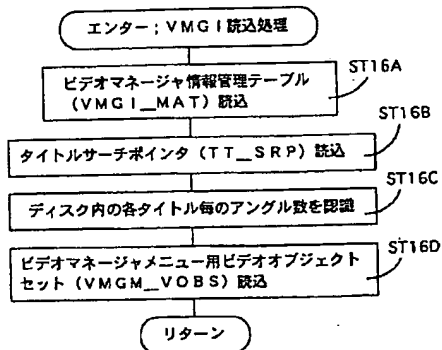 エンター；ＶＭＧＩ読込処理
ST16A
ビデオマネージャ情報管理テーブル
（ＶＭＧＩ＿ＭＡＴ）読込
ST16B
タイトルサーチポインタ（ＴＴ＿ＳＲＰ）読込
ST16C
ディスク内の各タイトル毎のアングル数を認識
ST16D
ビデオマネージャメニュー用ビデオオブジェクト
セット（ＶＭＧＭ＿ＶＯＢＳ）読込
リターン